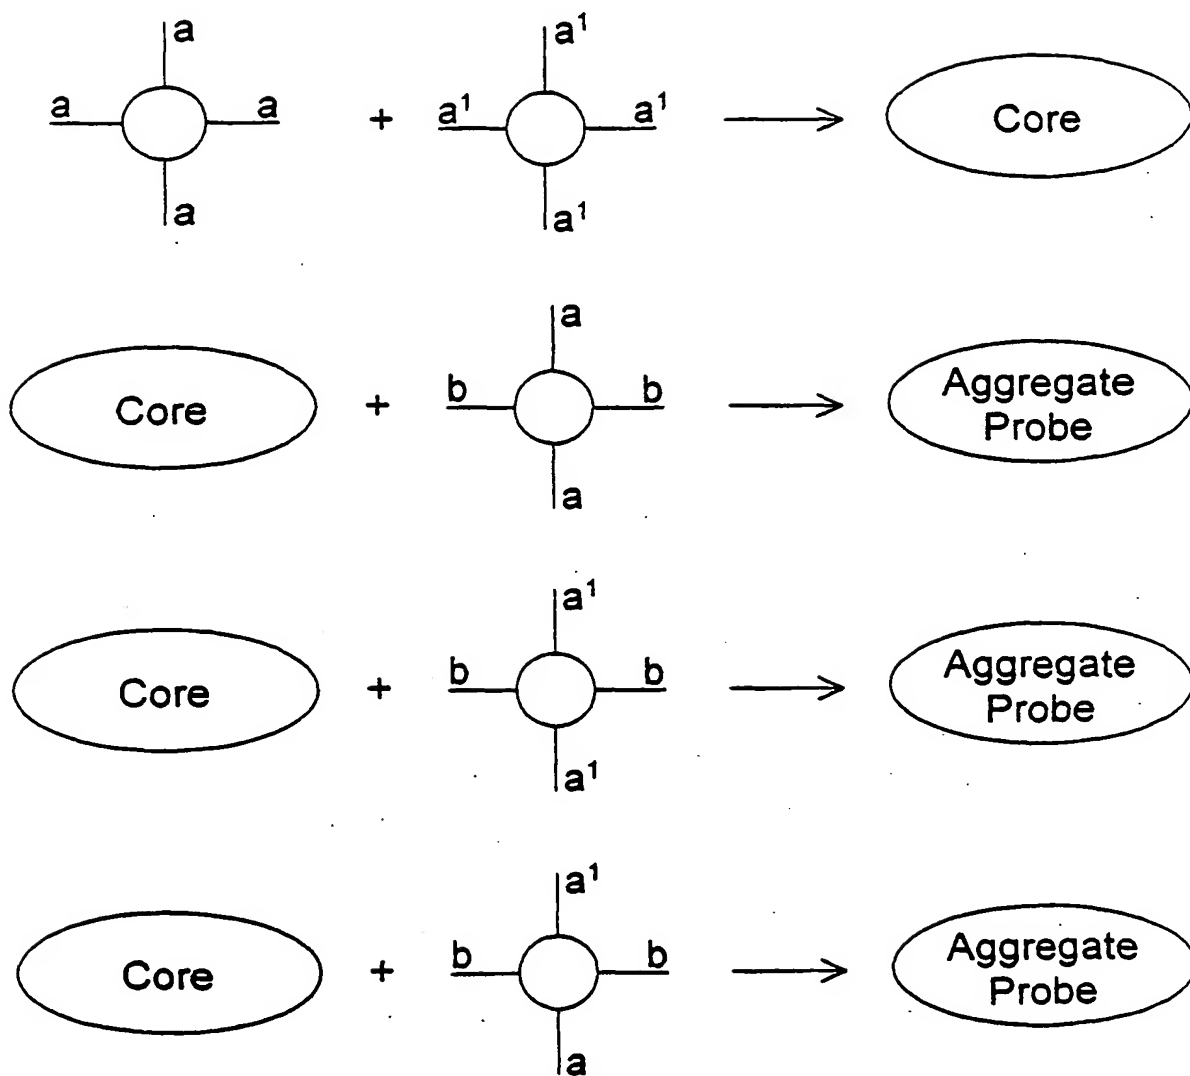 a a¹
a a + a¹ a¹ Core
a a¹
a
Core + b b Aggregate
Probe
a
a¹
Core + b b Aggregate
Probe
a¹
a¹
Core + b b Aggregate
Probe
a